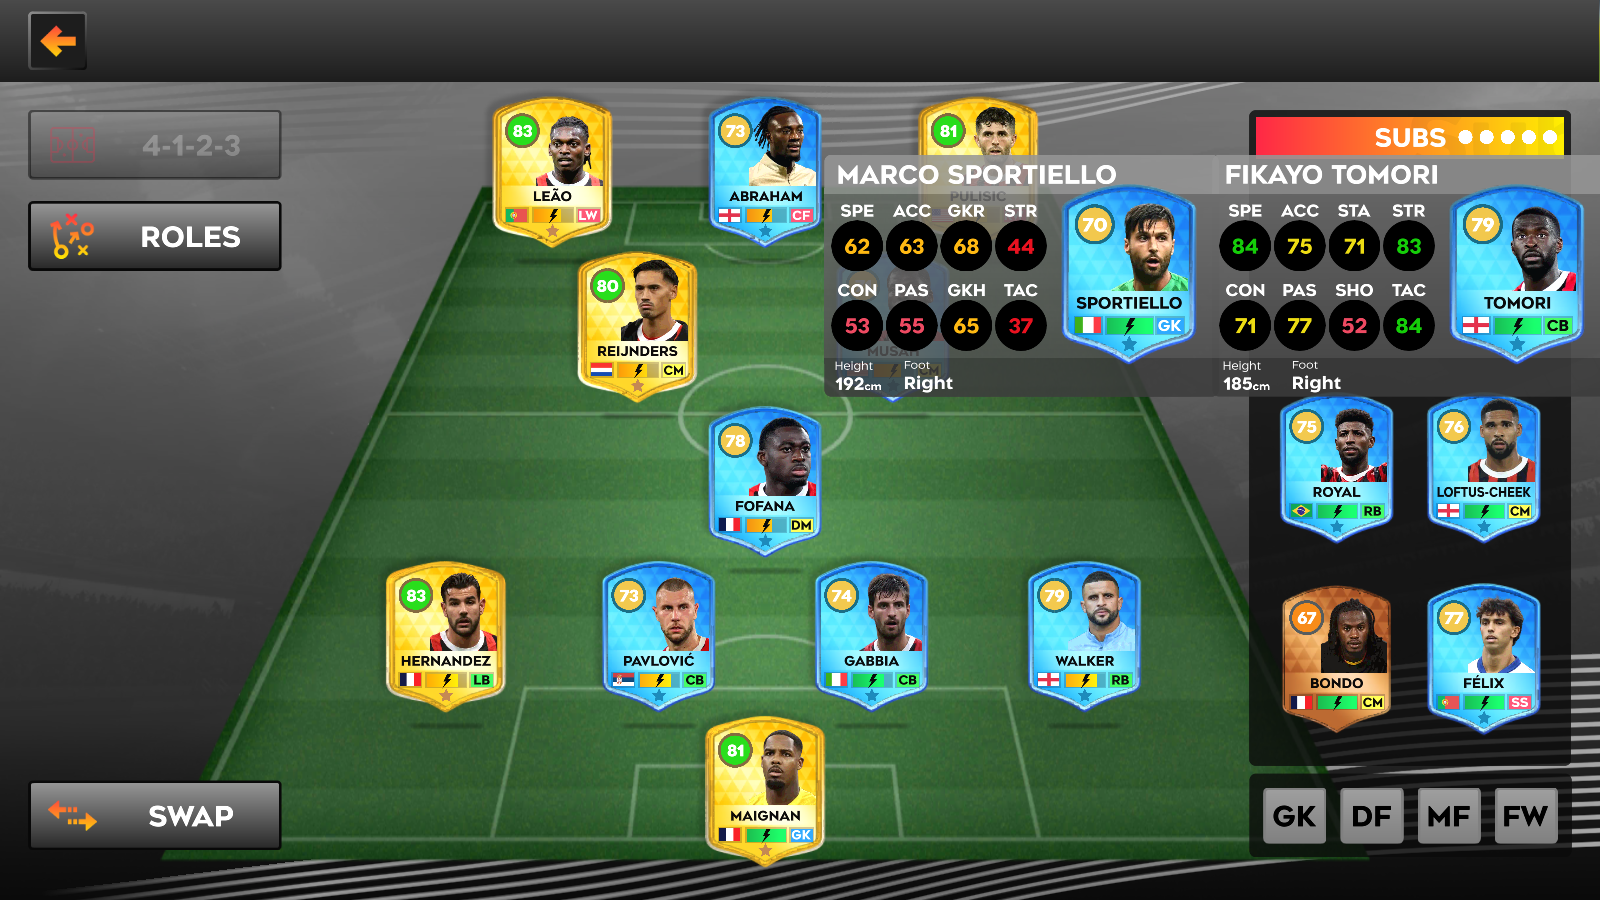 4-1-2-3
ROLES
SWAP
83
LEÃO
LW
73
ABRAHAM
CF
81
PULISIC
80
REIJNDERS
CM
MUSAH
78
FOFANA
DM
83
HERNANDEZ
LB
73
PAVLOVIĆ
CB
74
GABBIA
CB
79
WALKER
RB
81
MAIGNAN
GK
SUBS
MARCO SPORTIELLO
SPE ACC GKR STR
62 63 68 44
CON PAS GKH TAC
53 55 65 37
Height Foot
192cm Right
70
SPORTIELLO
GK
FIKAYO TOMORI
SPE ACC STA STR
84 75 71 83
CON PAS SHO TAC
71 77 52 84
Height Foot
185cm Right
79
TOMORI
CB
75
ROYAL
RB
76
LOFTUS-CHEEK
CM
67
BONDO
CM
77
FÉLIX
SS
GK DF MF FW